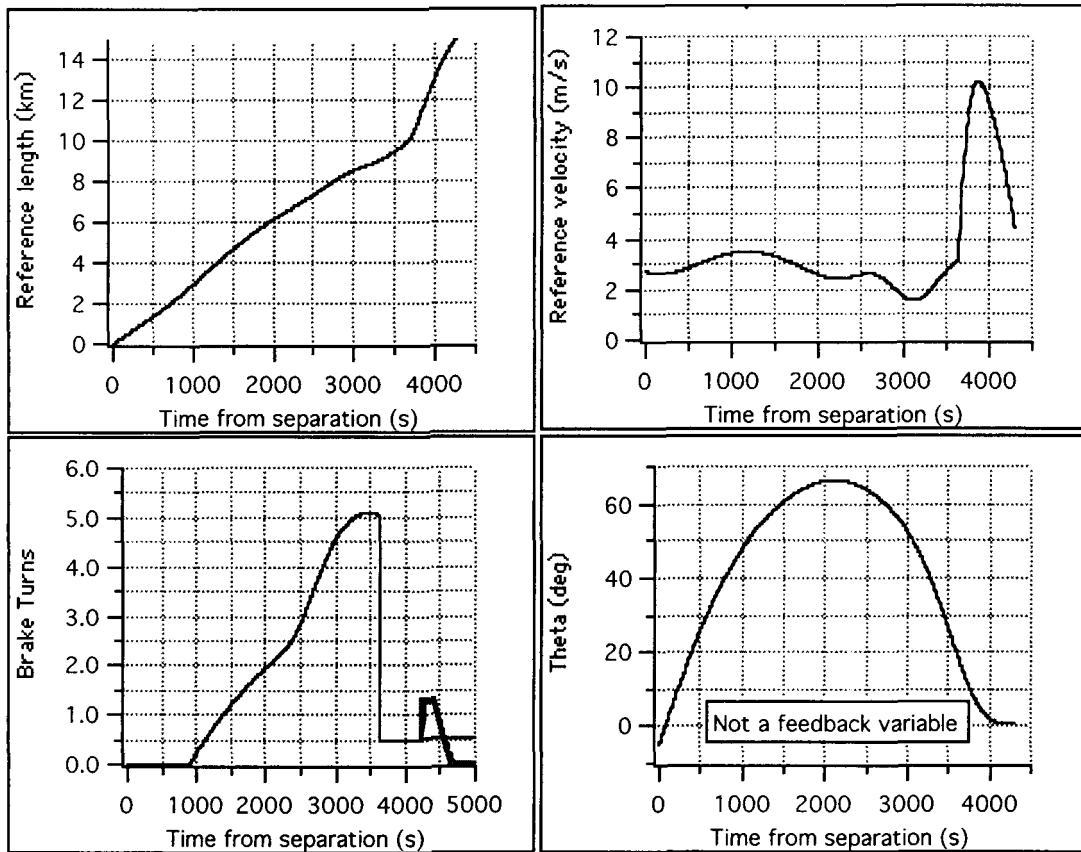 Reference length (km)
14
12
10
8
6
4
2
0
0 1000 2000 3000 4000
Time from separation (s)
Reference velocity (m/s)
12
10
8
6
4
2
0
0 1000 2000 3000 4000
Time from separation (s)
Brake Turns
6.0
5.0
4.0
3.0
2.0
1.0
0.0
0 1000 2000 3000 4000 5000
Time from separation (s)
Theta (deg)
60
40
20
0
Not a feedback variable
0 1000 2000 3000 4000
Time from separation (s)